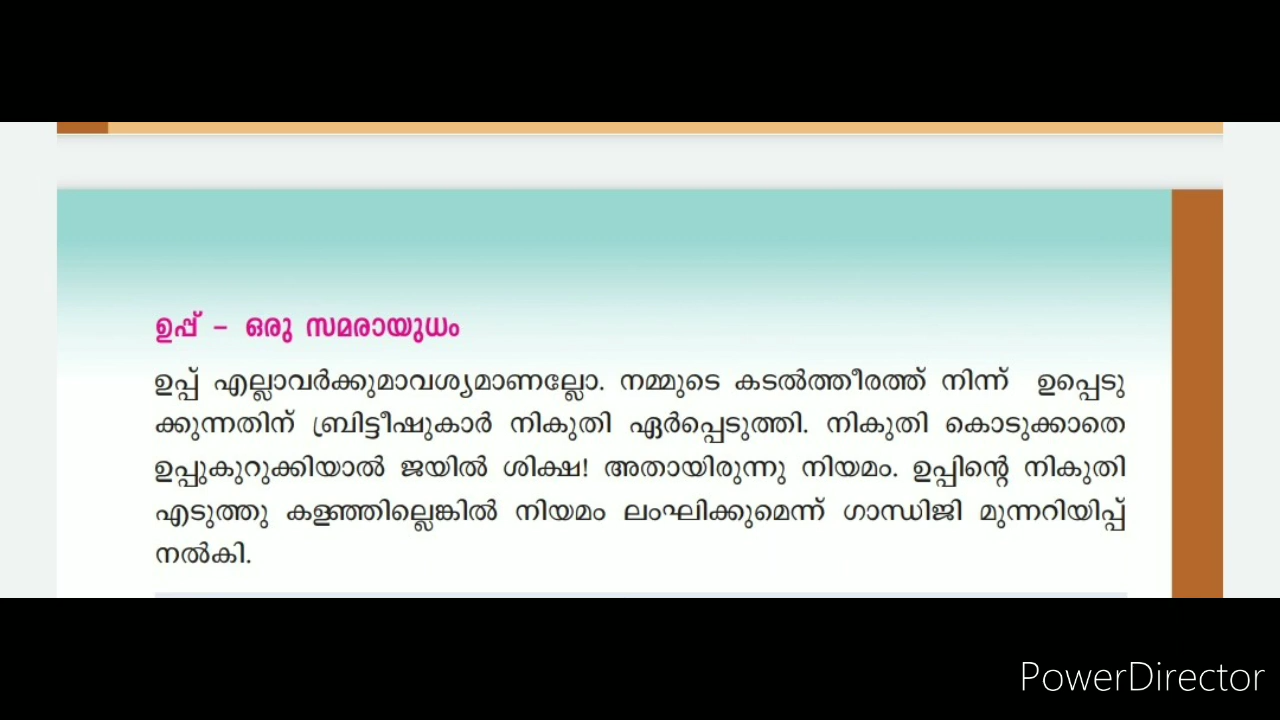 ഉപ്പ് – ഒരു സമരായുധം
ഉപ്പ് എല്ലാവർക്കുമാവശ്യമാണല്ലോ. നമ്മുടെ കടൽത്തീരത്ത് നിന്ന് ഉപ്പെടു
ക്കുന്നതിന് ബ്രിട്ടീഷുകാർ നികുതി ഏർപ്പെടുത്തി. നികുതി കൊടുക്കാതെ
ഉപ്പുകുറുക്കിയാൽ ജയിൽ ശിക്ഷ! അതായിരുന്നു നിയമം. ഉപ്പിന്റെ നികുതി
എടുത്തു കളഞ്ഞില്ലെങ്കിൽ നിയമം ലംഘിക്കുമെന്ന് ഗാന്ധിജി മുന്നറിയിപ്പ്
നൽകി.
PowerDirector